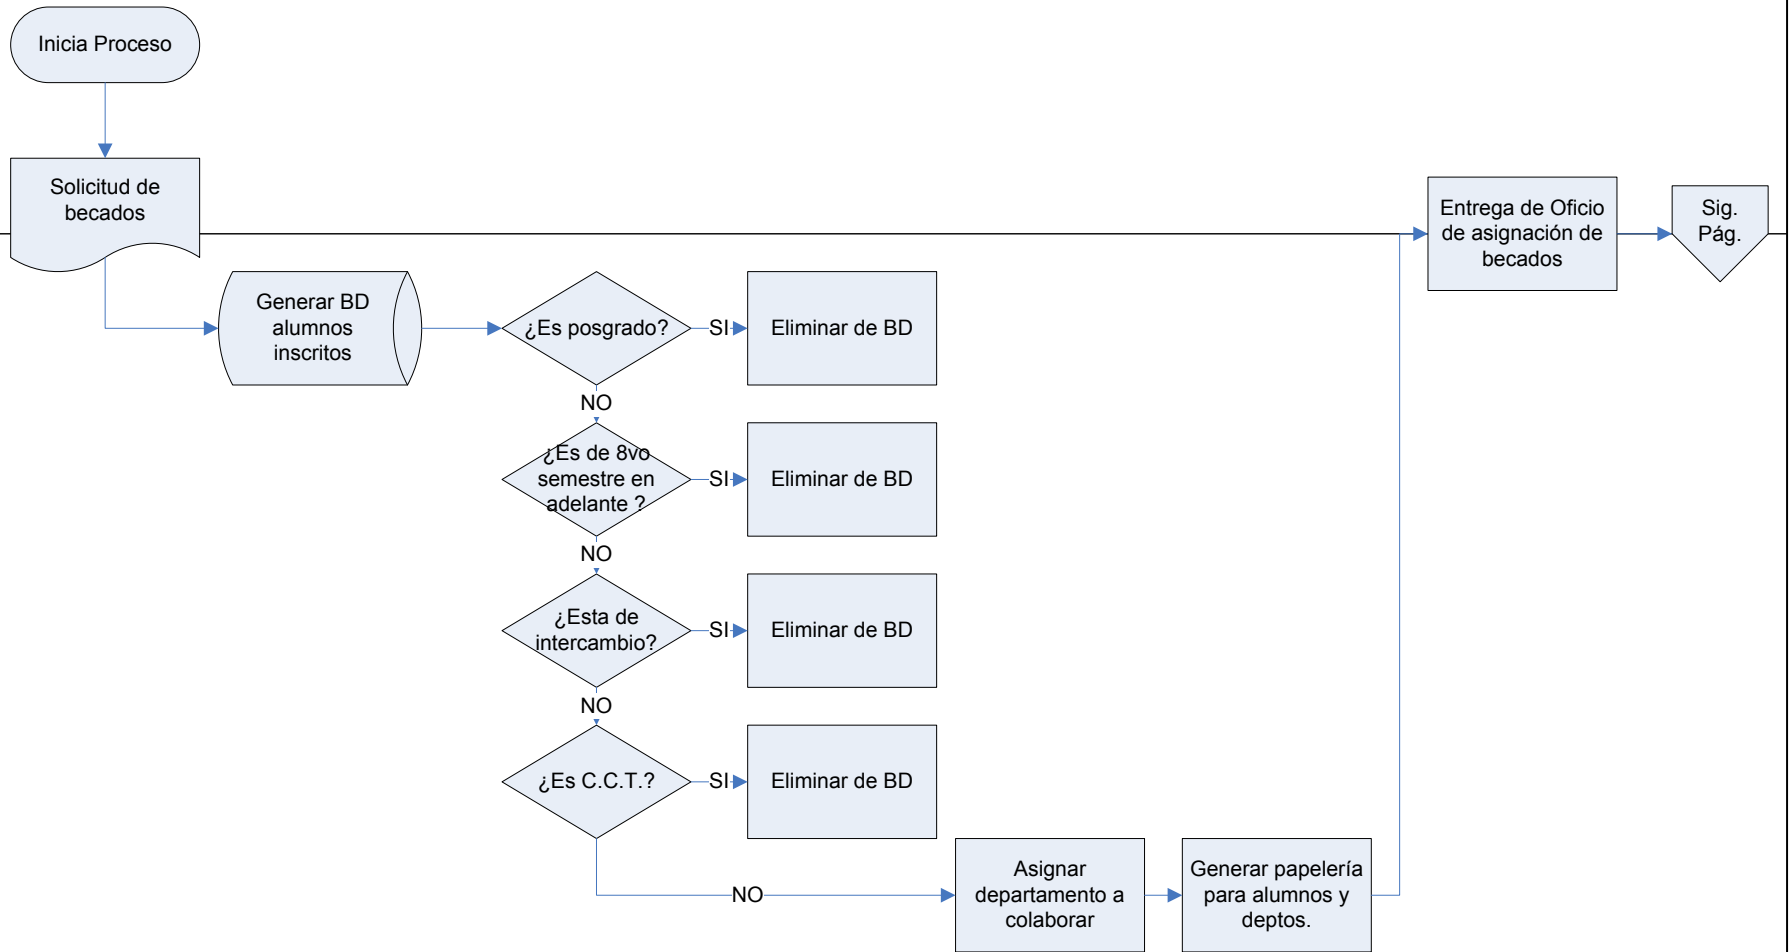 Inicia Proceso
Solicitud de
becados
Entrega de Oficio
de asignación de
becados
Sig.
Pág.
Generar BD
alumnos
inscritos
¿Es posgrado?
SI
Eliminar de BD
NO
¿Es de 8vo
semestre en
adelante ?
SI
Eliminar de BD
NO
¿Esta de
intercambio?
SI
Eliminar de BD
NO
¿Es C.C.T.?
SI
Eliminar de BD
NO
Asignar
departamento a
colaborar
Generar papelería
para alumnos y
deptos.